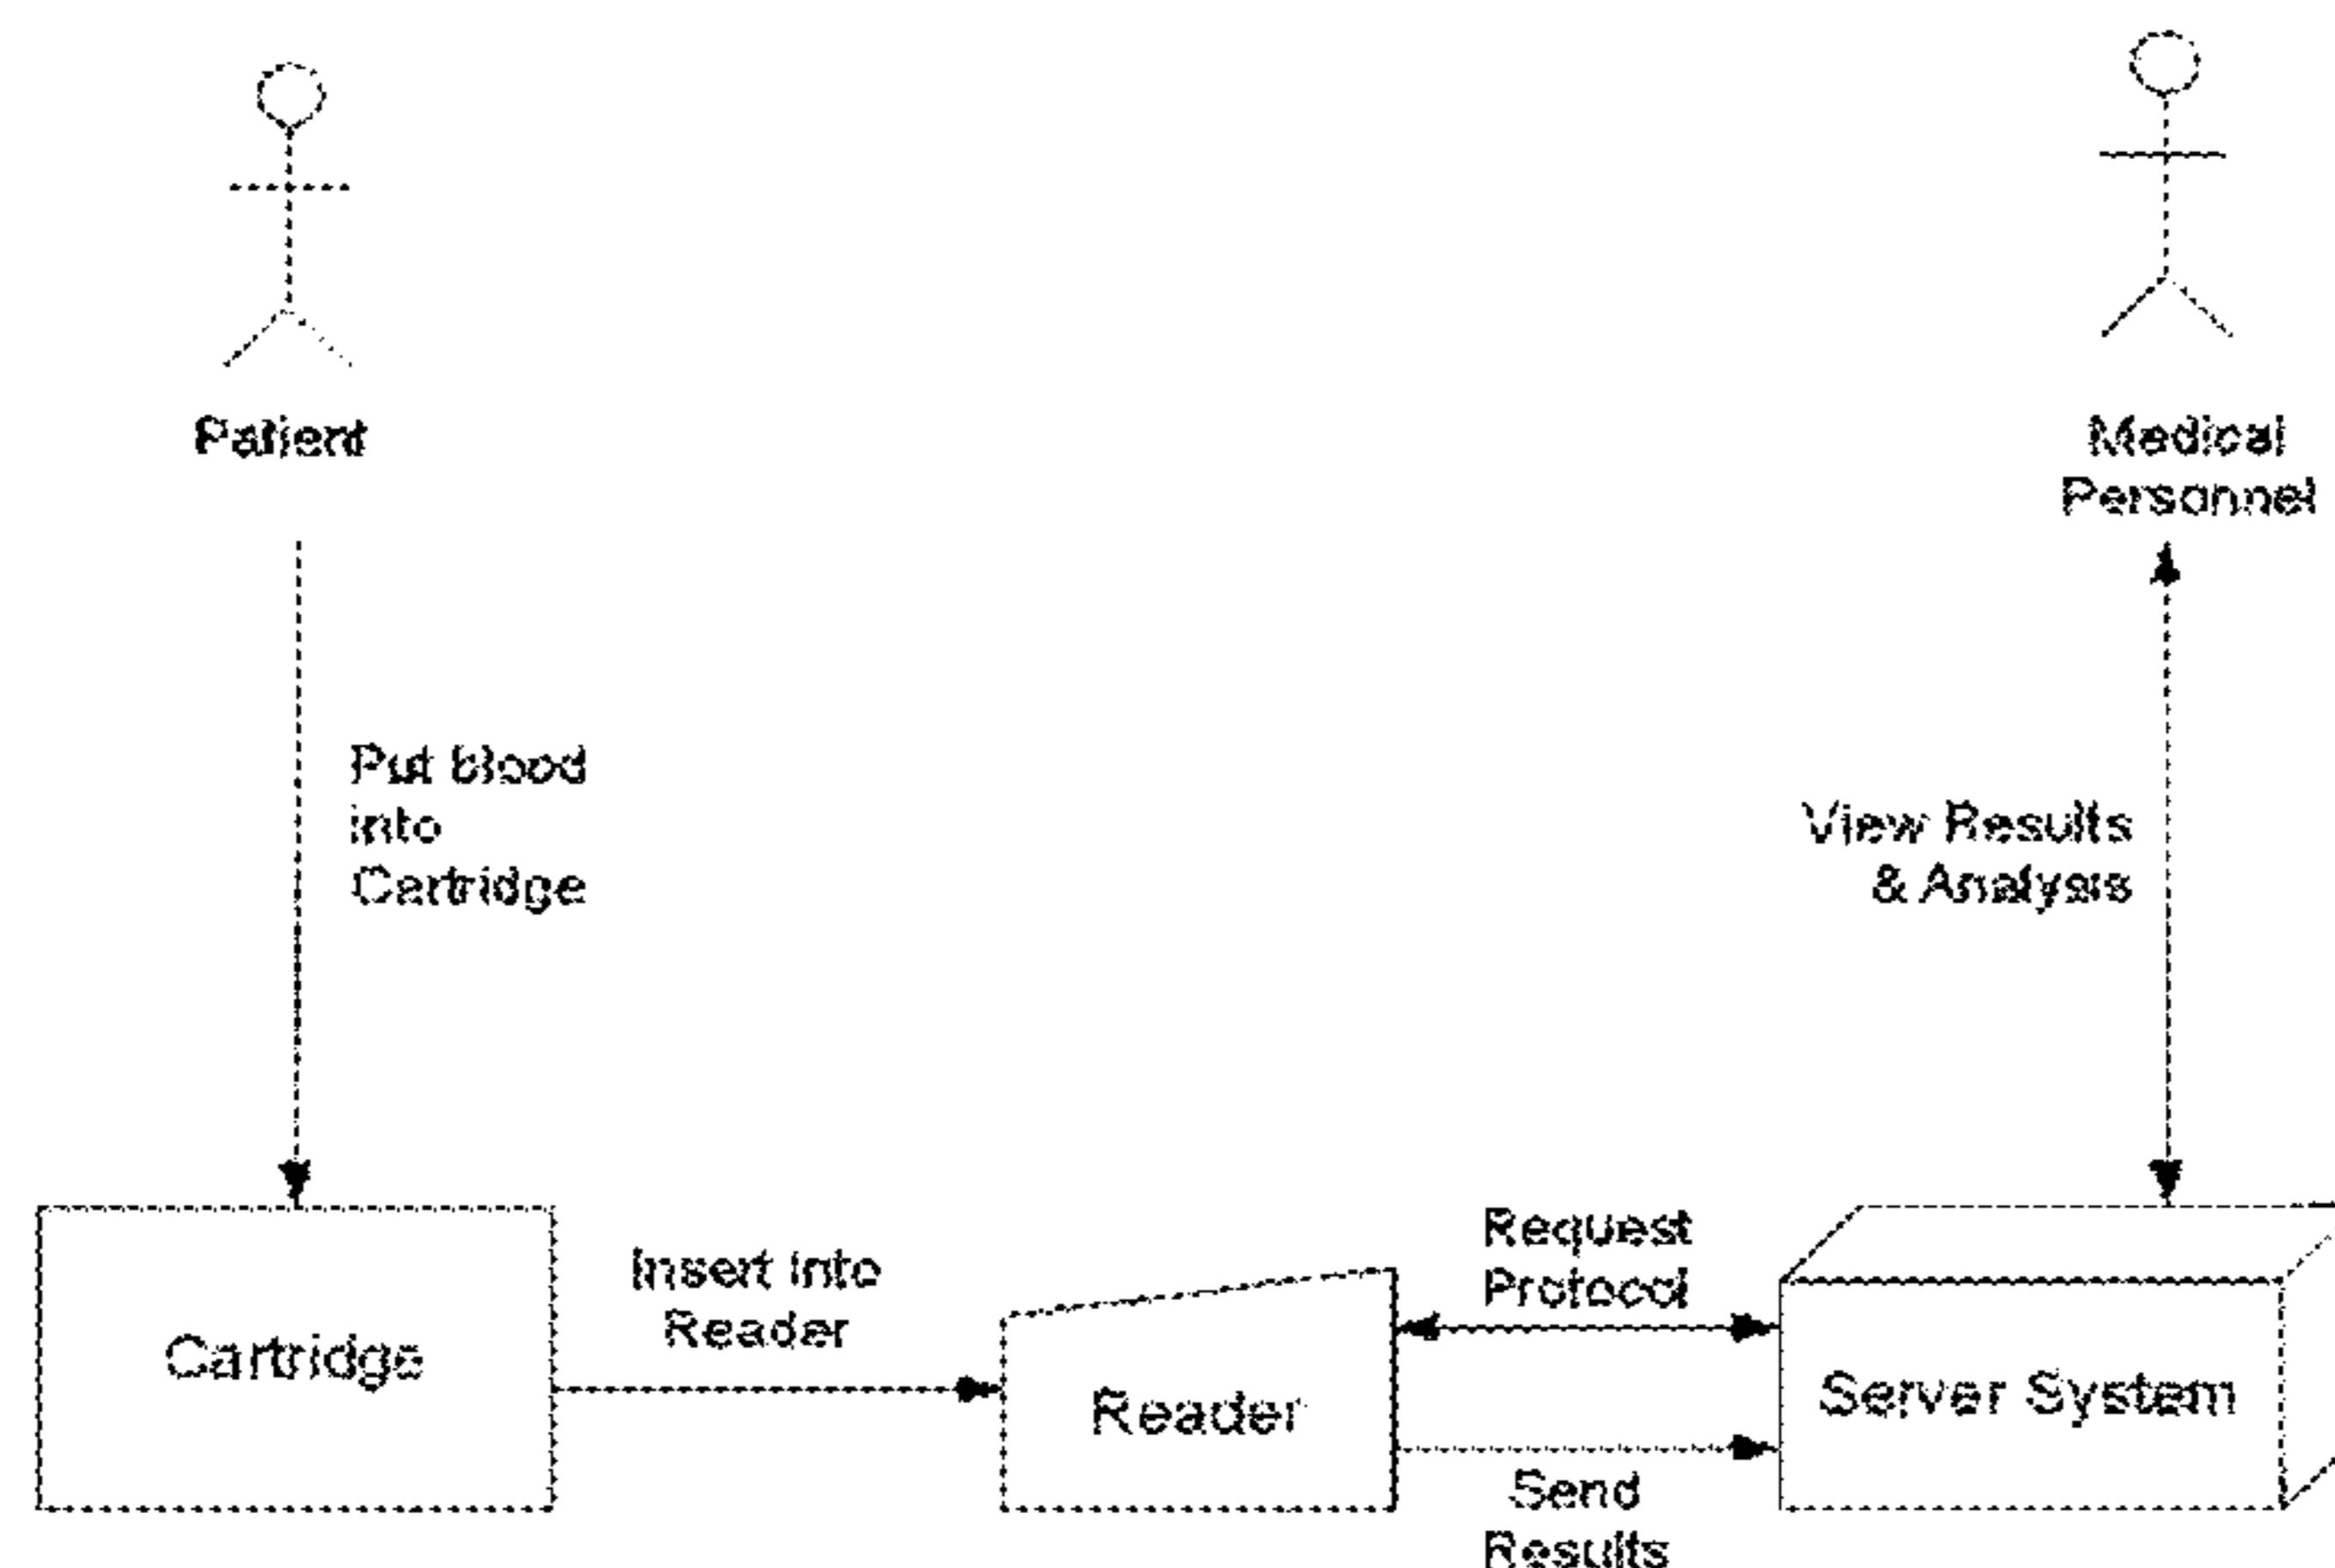 Patient
Medical
Personnel
Put blood
into
Cartridge
View Results
& Analysis
Cartridge
Insert into
Reader
Reader
Request
Protocol
Send
Results
Server System